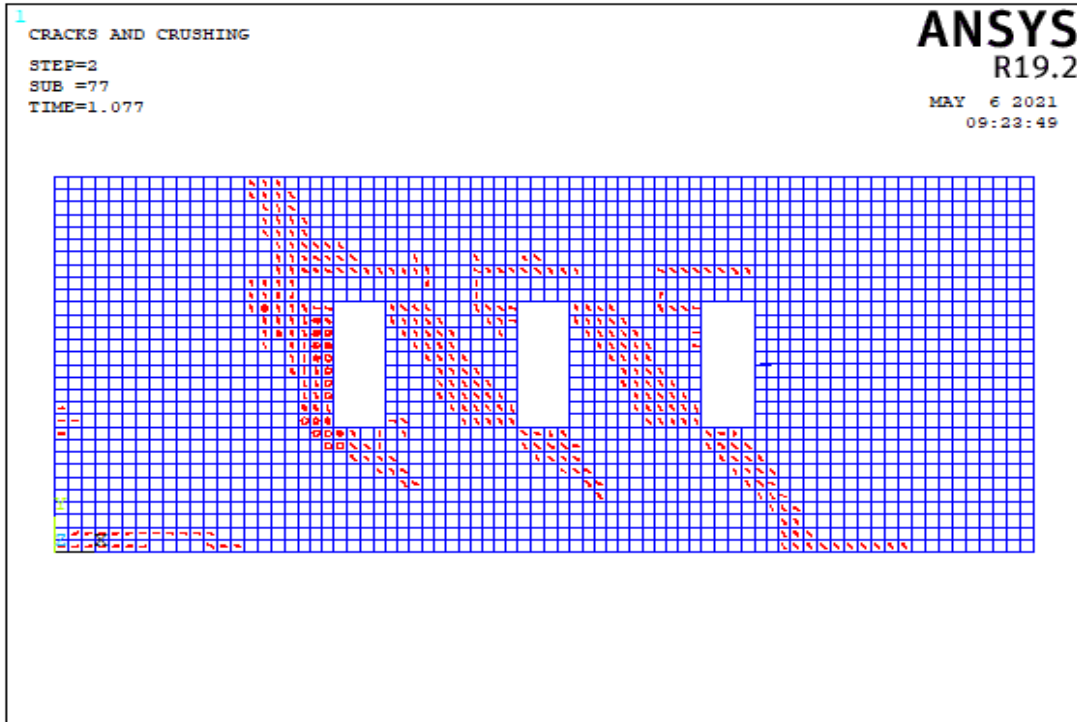 1
CRACKS AND CRUSHING
STEP=2
SUB =77
TIME=1.077
ANSYS
R19.2
MAY 6 2021
09:23:49
Y
Z X